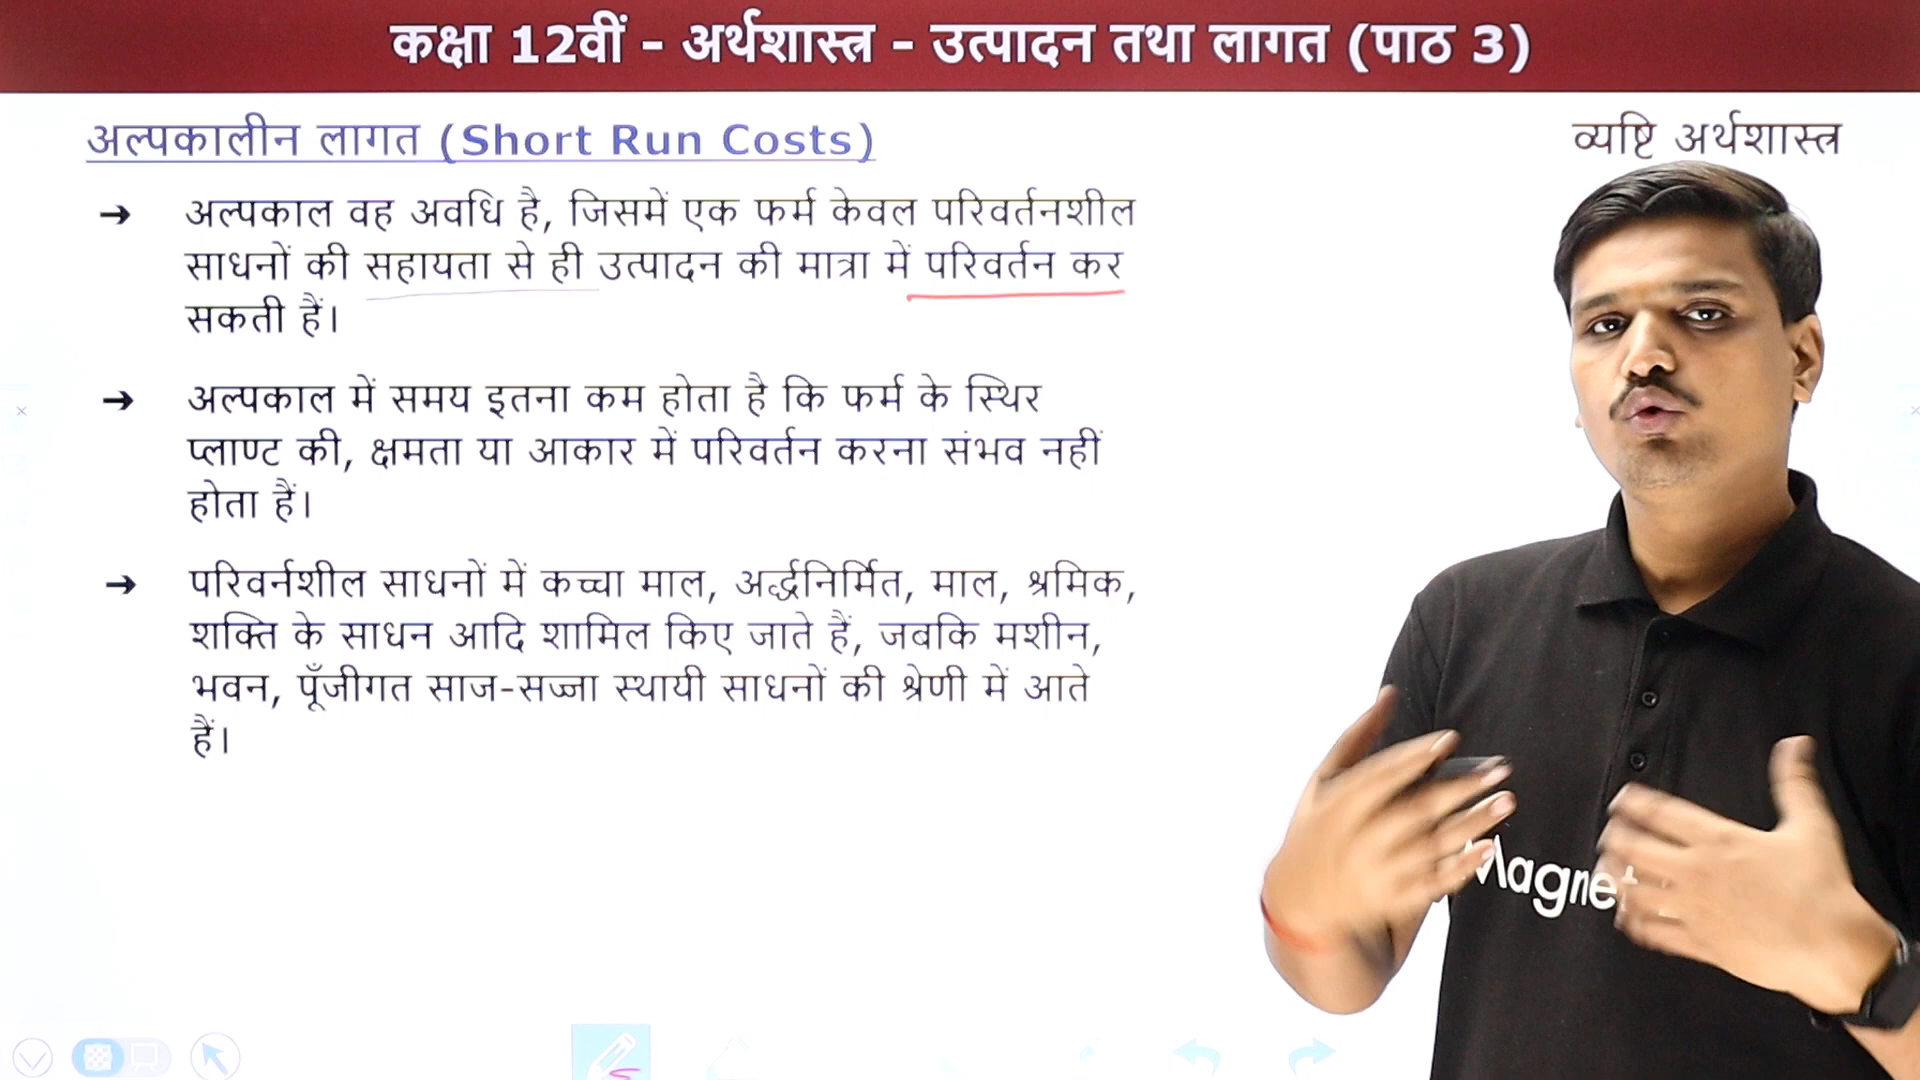 कक्षा 12वीं - अर्थशास्त्र - उत्पादन तथा लागत (पाठ 3)
अल्पकालीन लागत (Short Run Costs)
व्यष्टि अर्थशास्त्र
➔ अल्पकाल वह अवधि है, जिसमें एक फर्म केवल परिवर्तनशील
साधनों की सहायता से ही उत्पादन की मात्रा में परिवर्तन कर
सकती हैं।
➔ अल्पकाल में समय इतना कम होता है कि फर्म के स्थिर
प्लाण्ट की, क्षमता या आकार में परिवर्तन करना संभव नहीं
होता हैं।
➔ परिवर्नशील साधनों में कच्चा माल, अर्द्धनिर्मित, माल, श्रमिक,
शक्ति के साधन आदि शामिल किए जाते हैं, जबकि मशीन,
भवन, पूँजीगत साज-सज्जा स्थायी साधनों की श्रेणी में आते
हैं।
Magnet